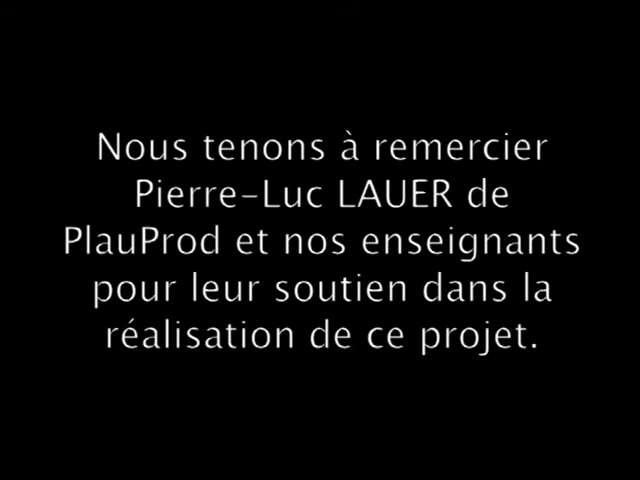 Nous tenons à remercier
Pierre-Luc LAUER de
PlauProd et nos enseignants
pour leur soutien dans la
réalisation de ce projet.